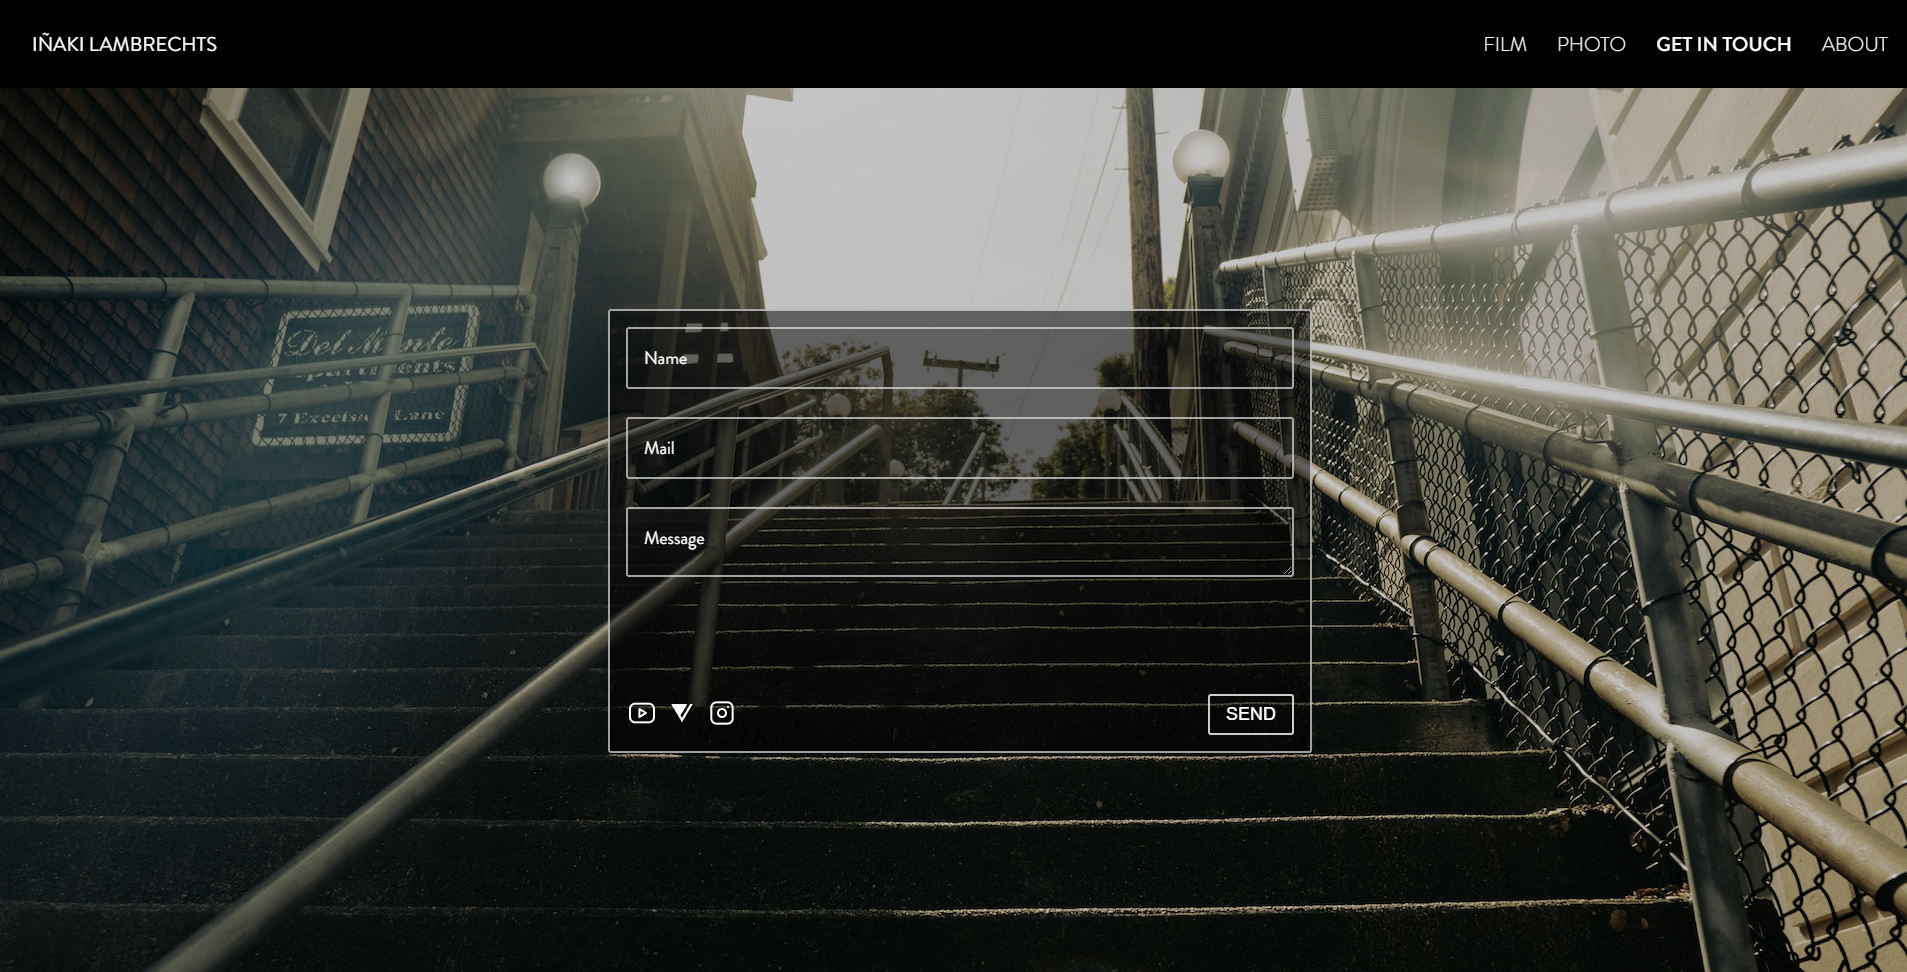 IÑAKI LAMBRECHTS
FILM PHOTO GET IN TOUCH ABOUT
Del Monte
Apartments
7 Excelsior Lane
Name
Mail
Message
SEND